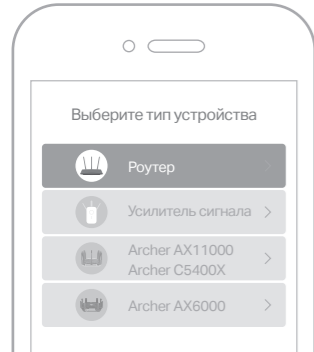 Выберите тип устройства
Роутер
Усилитель сигнала
Archer AX11000
Archer C5400X
Archer AX6000